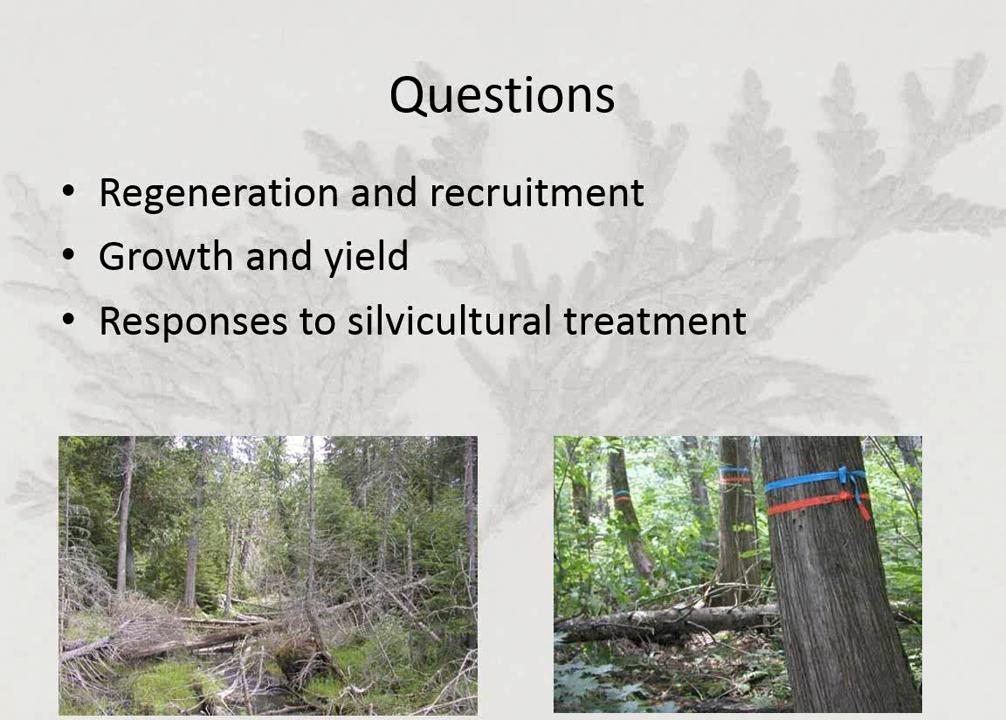 Questions
• Regeneration and recruitment
• Growth and yield
• Responses to silvicultural treatment